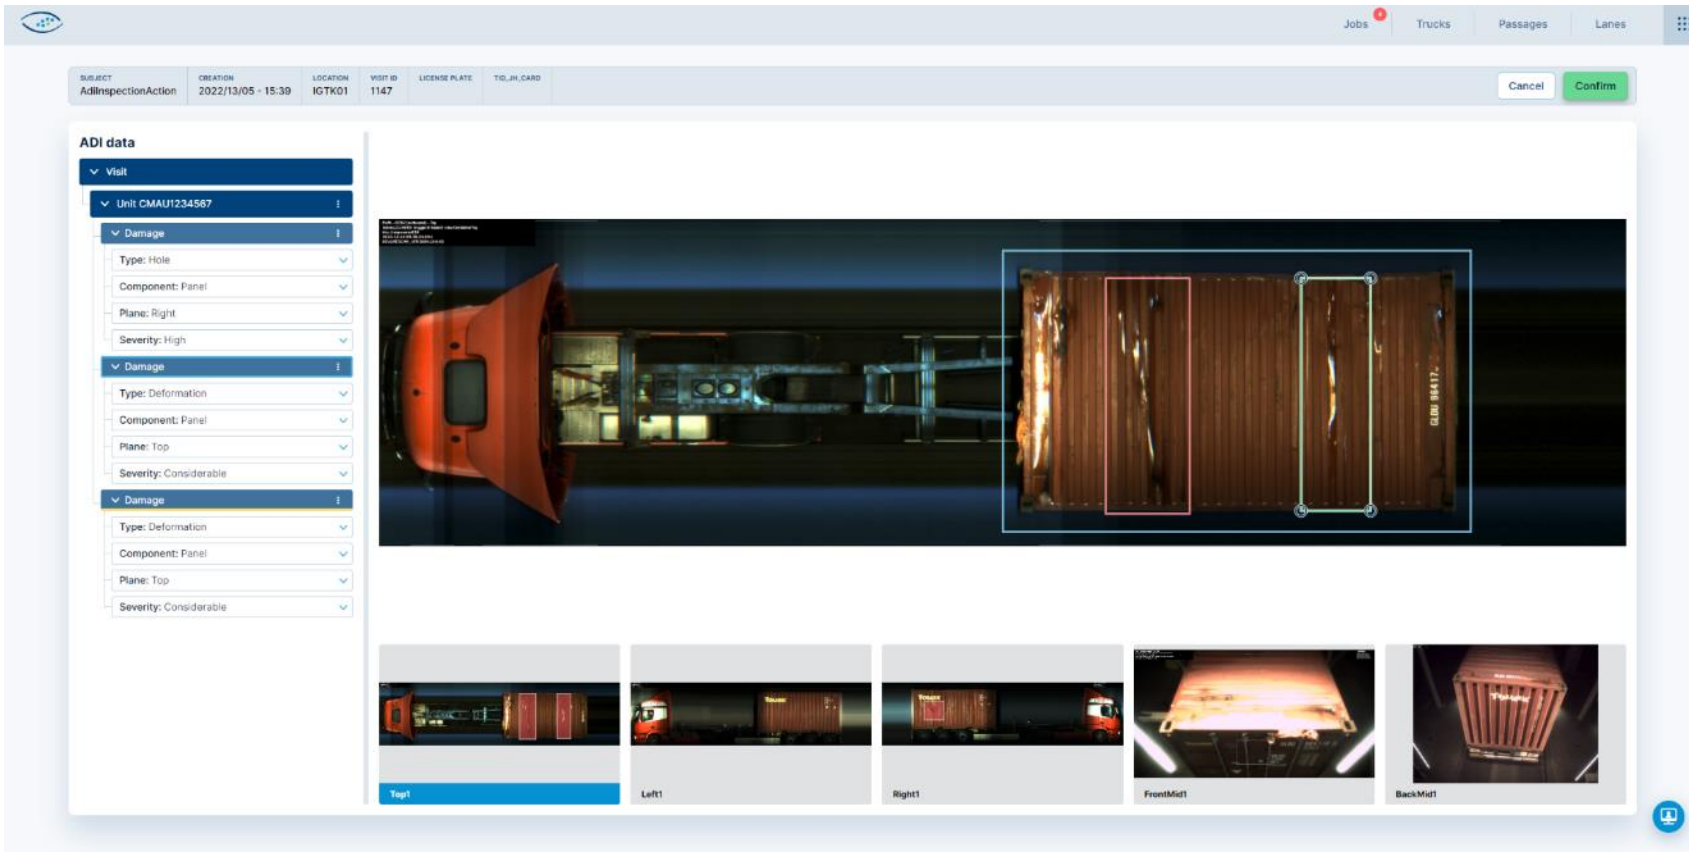 Jobs
Trucks
Passages
Lanes
SUBJECT
AdiInspectionAction
CREATION
2022/13/05 - 15:39
LOCATION
IGTK01
VISIT ID
1147
LICENSE PLATE
TID_JH_CARD
Cancel
Confirm
ADI data
Visit
Unit CMAU1234567
Damage
Type: Hole
Component: Panel
Plane: Right
Severity: High
Damage
Type: Deformation
Component: Panel
Plane: Top
Severity: Considerable
Damage
Type: Deformation
Component: Panel
Plane: Top
Severity: Considerable
GLDU 96417
Top1
Left1
Right1
FrontMid1
BackMid1